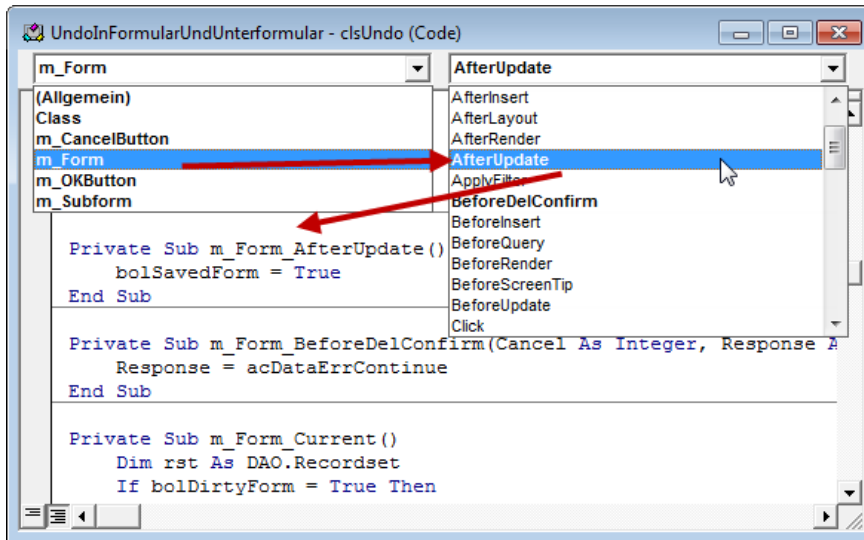 UndoInFormularUndUnterformular - clsUndo (Code)
m_Form
AfterUpdate
(Allgemein)
Class
m_CancelButton
m_Form
m_OKButton
m_Subform
AfterInsert
AfterLayout
AfterRender
AfterUpdate
ApplyFilter
BeforeDelConfirm
BeforeInsert
BeforeQuery
BeforeRender
BeforeScreenTip
BeforeUpdate
Click
Private Sub m_Form_AfterUpdate()
bolSavedForm = True
End Sub
Private Sub m_Form_BeforeDelConfirm(Cancel As Integer, Response A
Response = acDataErrContinue
End Sub
Private Sub m_Form_Current()
Dim rst As DAO.Recordset
If bolDirtyForm = True Then